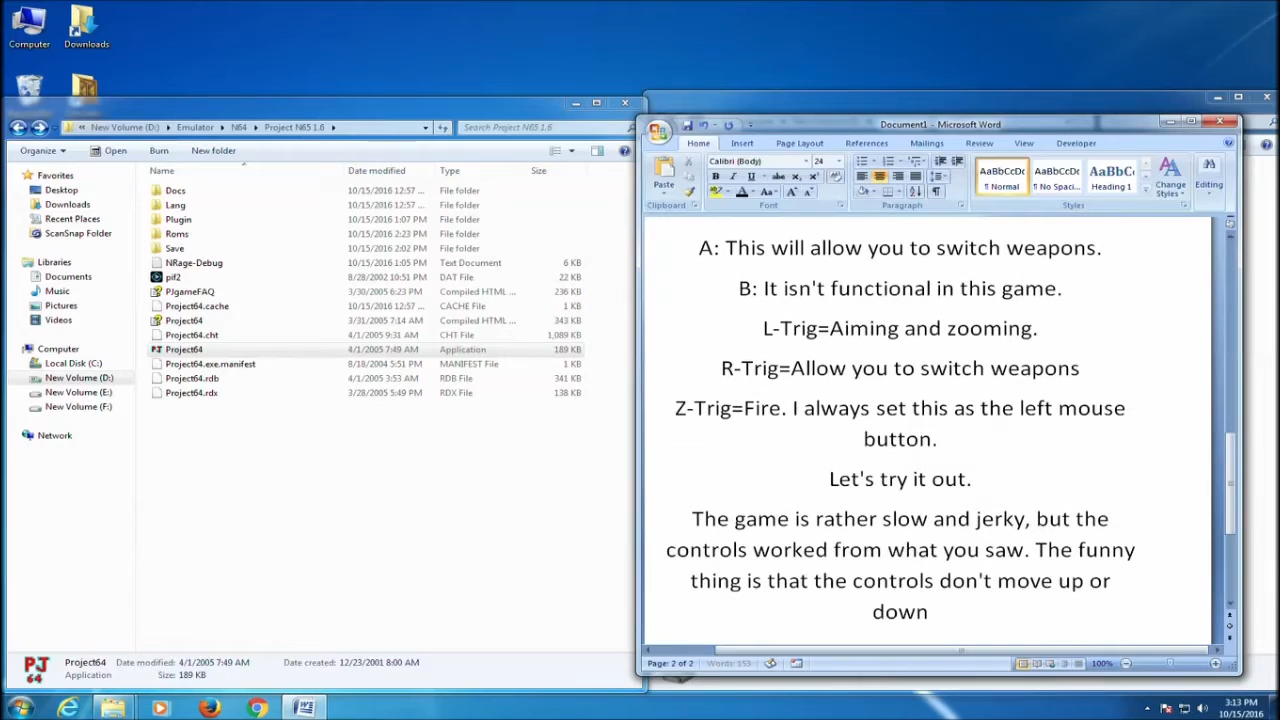 Computer
Downloads
New Volume (D:) Emulator N64 Project N65 1.6
Search Project N65 1.6
Organize Open Burn New folder
Name Date modified Type Size
Favorites
Desktop
Downloads
Recent Places
ScanSnap Folder
Libraries
Documents
Music
Pictures
Videos
Computer
Local Disk (C:)
New Volume (D:)
New Volume (E:)
New Volume (F:)
Network
Docs 10/15/2016 12:57 ... File folder
Lang 10/15/2016 12:57 ... File folder
Plugin 10/15/2016 1:07 PM File folder
Roms 10/15/2016 2:23 PM File folder
Save 10/15/2016 2:02 PM File folder
NRage-Debug 10/15/2016 1:05 PM Text Document 6 KB
pif2 8/28/2002 10:51 PM DAT File 22 KB
PJgameFAQ 3/30/2005 6:23 PM Compiled HTML ... 236 KB
Project64.cache 10/15/2016 12:57 ... CACHE File 1 KB
Project64 3/31/2005 7:14 AM Compiled HTML ... 343 KB
Project64.cht 4/1/2005 9:31 AM CHT File 1,089 KB
Project64 4/1/2005 7:49 AM Application 189 KB
Project64.exe.manifest 8/18/2004 5:51 PM MANIFEST File 1 KB
Project64.rdb 4/1/2005 3:53 AM RDB File 341 KB
Project64.rdx 3/28/2005 5:49 PM RDX File 138 KB
PJ
64
Project64 Date modified: 4/1/2005 7:49 AM Date created: 12/23/2001 8:00 AM
Application Size: 189 KB
Document1 - Microsoft Word
Home Insert Page Layout References Mailings Review View Developer
Paste
Calibri (Body) 24
AaBbCcDc AaBbCcDc AaBbCc
¶ Normal ¶ No Spaci... Heading 1
Change Styles
Editing
Clipboard Font Paragraph Styles
A: This will allow you to switch weapons.
B: It isn't functional in this game.
L-Trig=Aiming and zooming.
R-Trig=Allow you to switch weapons
Z-Trig=Fire. I always set this as the left mouse
button.
Let's try it out.
The game is rather slow and jerky, but the
controls worked from what you saw. The funny
thing is that the controls don't move up or
down
Page: 2 of 2 Words: 153 100%
3:13 PM
10/15/2016